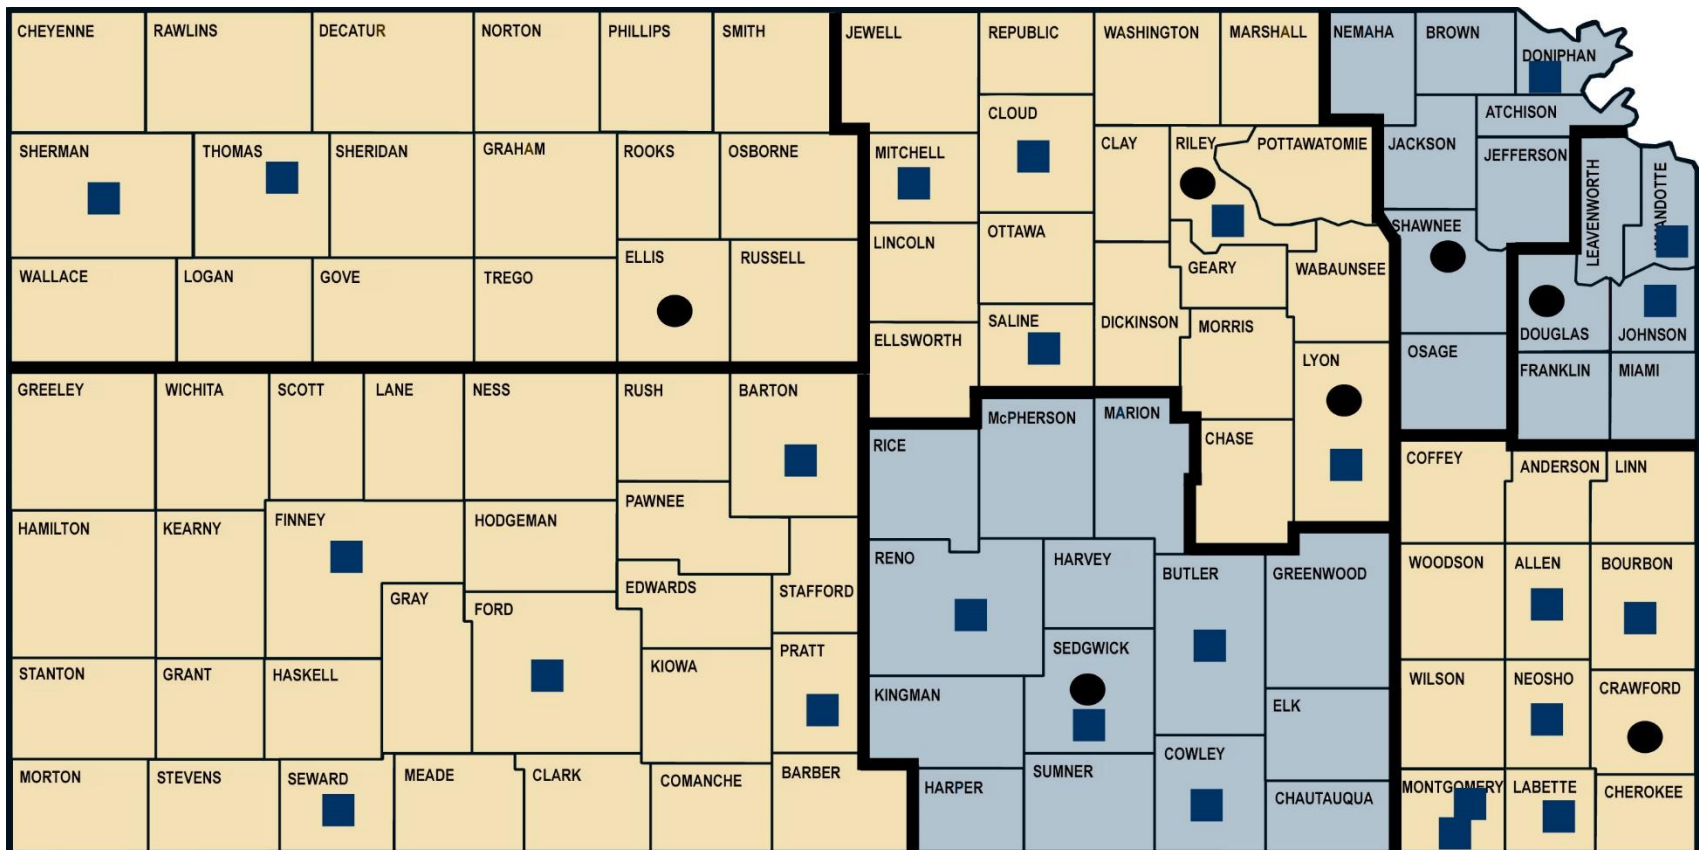 CHEYENNE
RAWLINS
DECATUR
NORTON
PHILLIPS
SMITH
JEWELL
REPUBLIC
WASHINGTON
MARSHALL
NEMAHA
BROWN
DONIPHAN
ATCHISON
CLOUD
SHERMAN
THOMAS
SHERIDAN
GRAHAM
ROOKS
OSBORNE
MITCHELL
CLAY
RILEY
POTTAWATOMIE
JACKSON
JEFFERSON
LEAVENWORTH
WYANDOTTE
LINCOLN
OTTAWA
SHAWNEE
WALLACE
LOGAN
GOVE
TREGO
ELLIS
RUSSELL
GEARY
WABAUNSEE
ELLSWORTH
SALINE
DICKINSON
MORRIS
LYON
OSAGE
DOUGLAS
JOHNSON
FRANKLIN
MIAMI
GREELEY
WICHITA
SCOTT
LANE
NESS
RUSH
BARTON
RICE
McPHERSON
MARION
CHASE
COFFEY
ANDERSON
LINN
HAMILTON
KEARNY
FINNEY
HODGEMAN
PAWNEE
RENO
HARVEY
BUTLER
GREENWOOD
WOODSON
ALLEN
BOURBON
GRAY
FORD
EDWARDS
STAFFORD
STANTON
GRANT
HASKELL
KIOWA
PRATT
KINGMAN
SEDGWICK
ELK
WILSON
NEOSHO
CRAWFORD
MORTON
STEVENS
SEWARD
MEADE
CLARK
COMANCHE
BARBER
HARPER
SUMNER
COWLEY
CHAUTAUQUA
MONTGOMERY
LABETTE
CHEROKEE